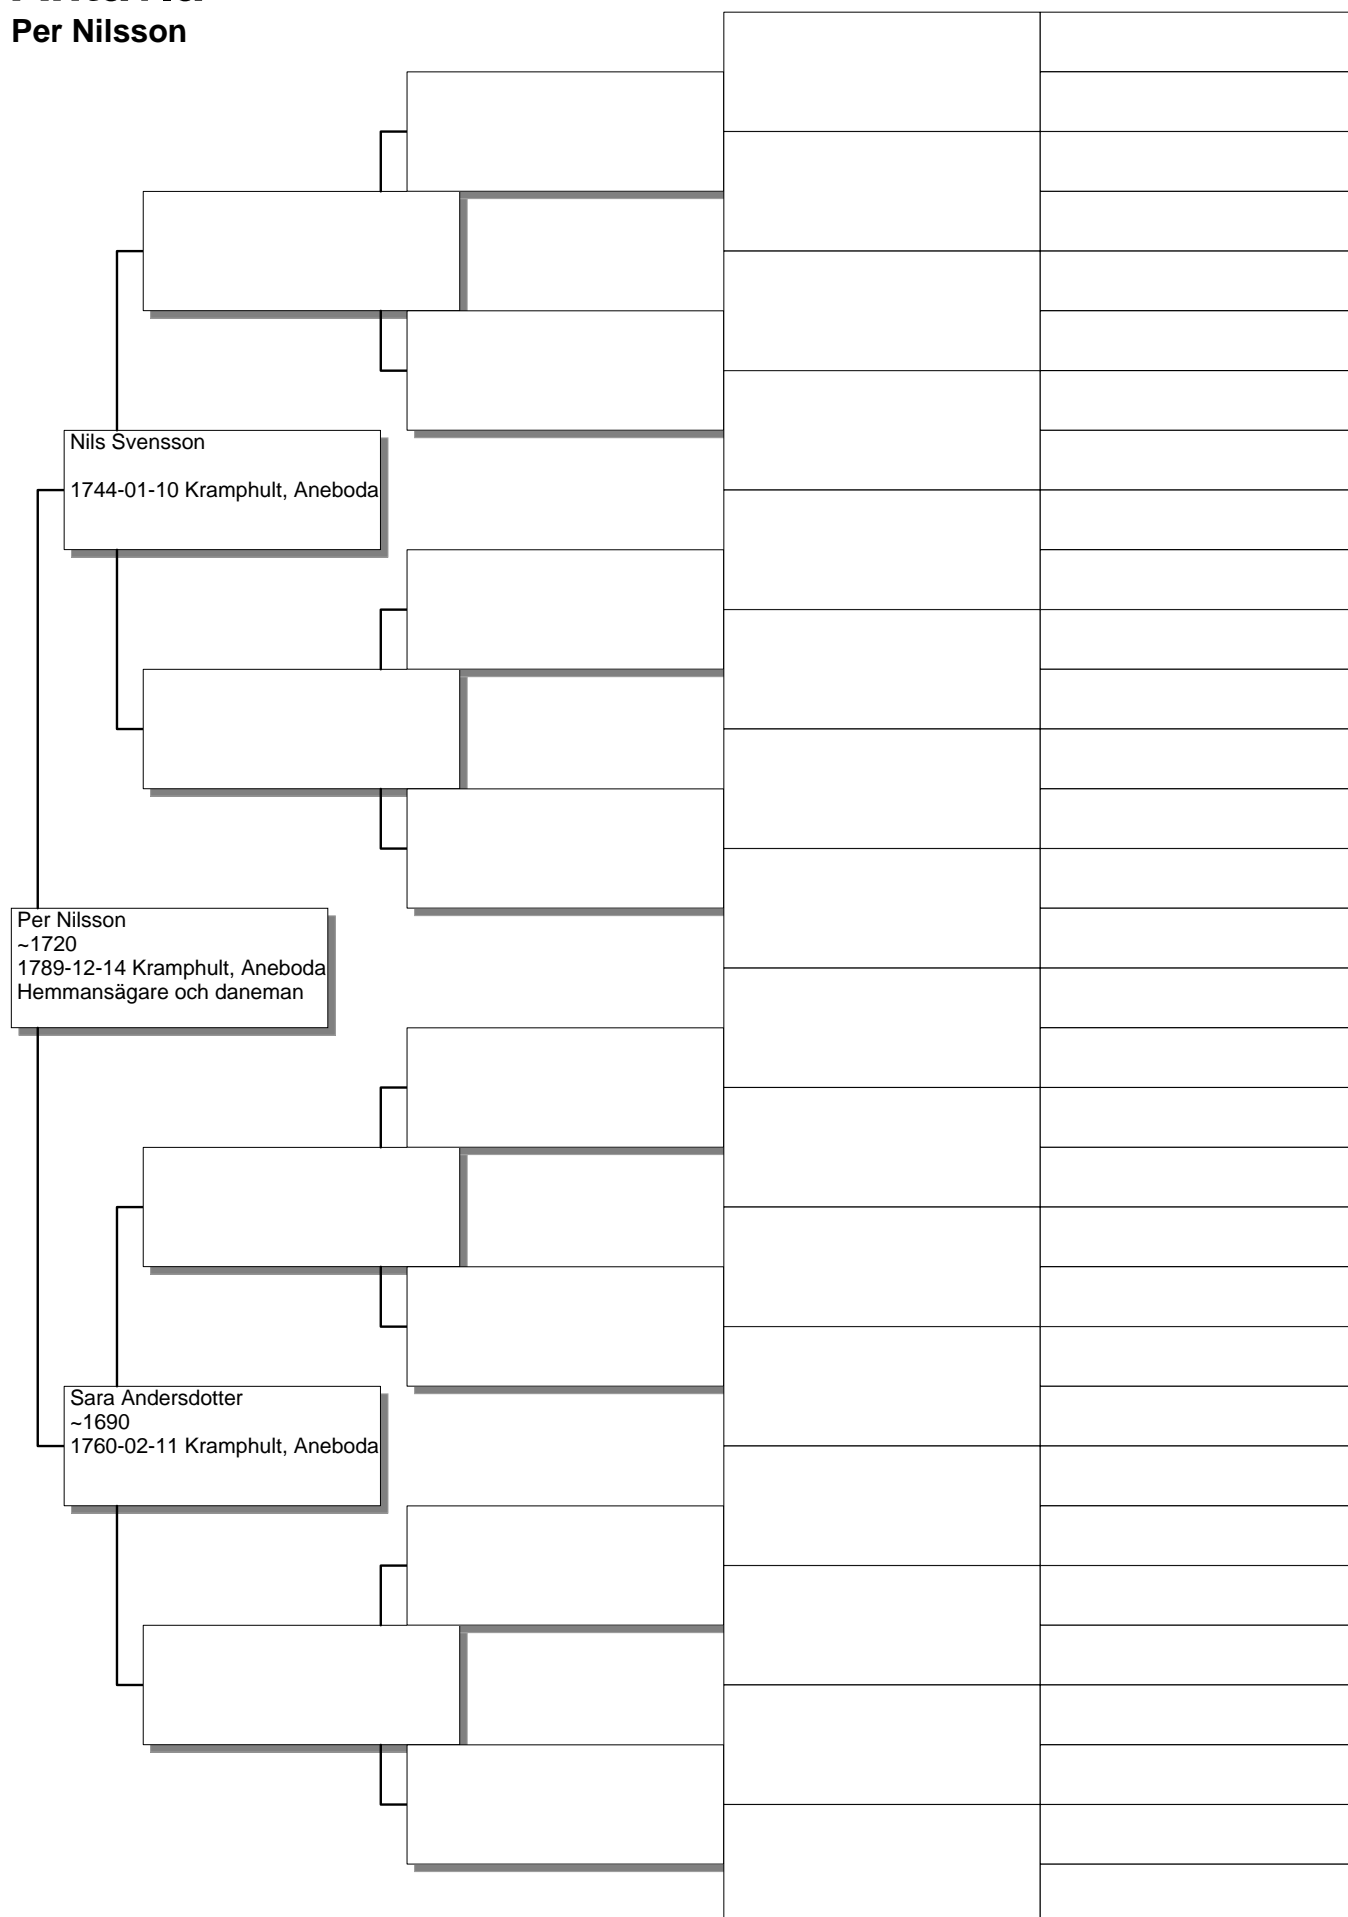 Per Nilsson
Nils Svensson
1744-01-10 Kramphult, Aneboda
Per Nilsson
~1720
1789-12-14 Kramphult, Aneboda
Hemmansägare och daneman
Sara Andersdotter
~1690
1760-02-11 Kramphult, Aneboda